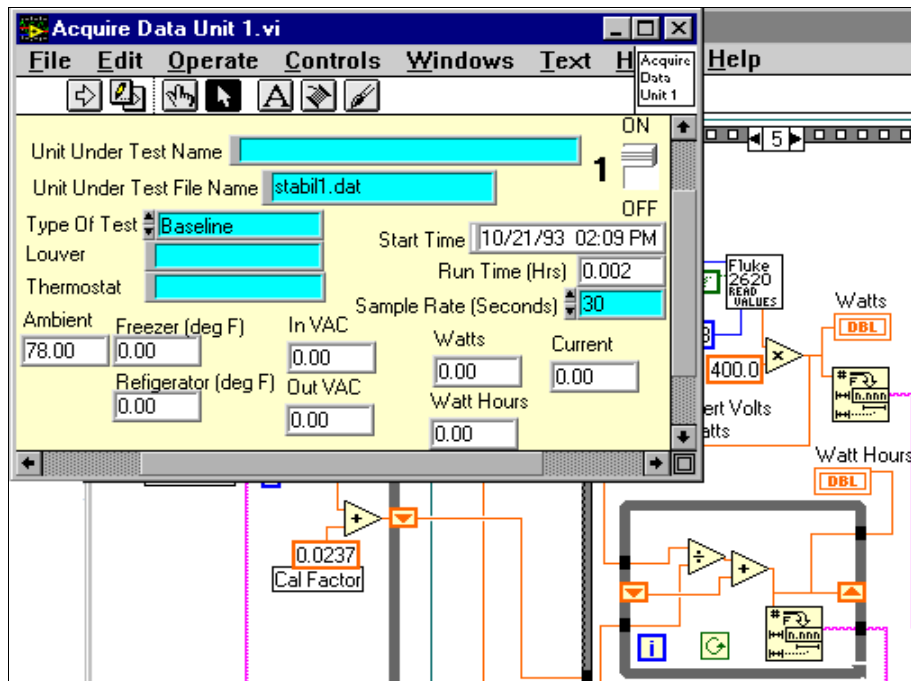 Acquire Data Unit 1.vi
File Edit Operate Controls Windows Text H Help
Acquire
Data
Unit 1
A
ON
5
Unit Under Test Name
1
Unit Under Test File Name stabil1.dat
OFF
Type Of Test Baseline
Start Time 10/21/93 02:09 PM
Louver
Run Time (Hrs) 0.002
Thermostat
Sample Rate (Seconds) 30
Ambient
78.00
Freezer (deg F)
0.00
In VAC
0.00
Watts
0.00
Current
0.00
Refigerator (deg F)
0.00
Out VAC
0.00
Watt Hours
0.00
Fluke
2620
READ
VALUES
Watts
DBL
400.0
×
#
F
n.nnn
ert Volts
atts
Watt Hours
DBL
+
0.0237
Cal Factor
÷
+
#
F
n.nnn
i